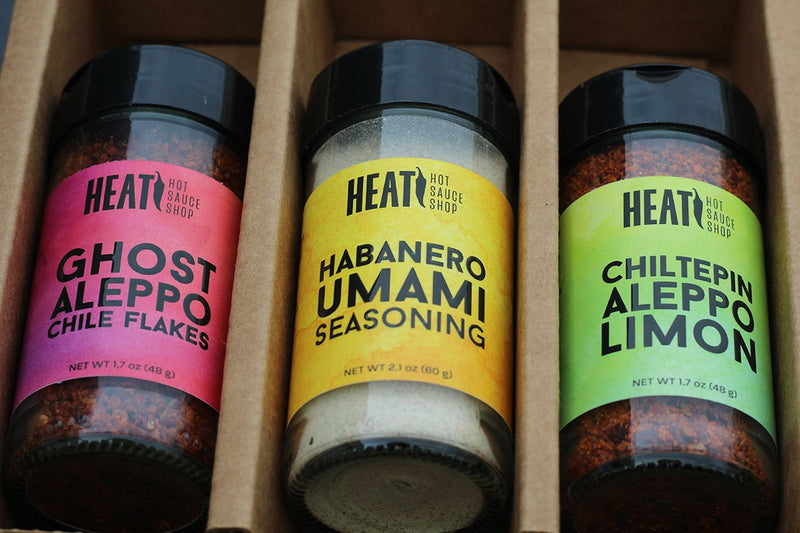 HEAT HOT
SAUCE
SHOP
GHOST
ALEPPO
CHILE FLAKES
NET WT 1.7 oz (48 g)
HEAT HOT
SAUCE
SHOP
HABANERO
UMAMI
SEASONING
NET WT 2.1 oz (60 g)
HEAT HOT
SAUCE
SHOP
CHILTEPIN
ALEPPO
LIMON
NET WT 1.7 oz (48 g)